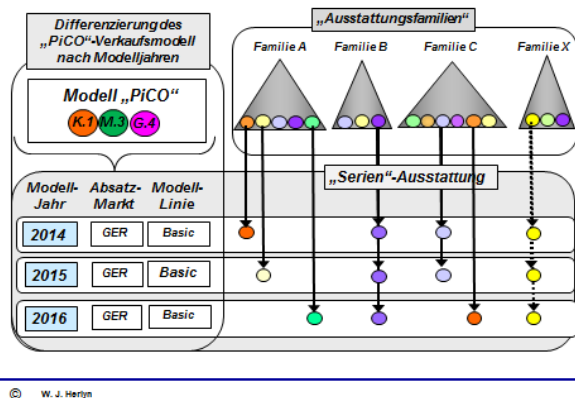 Differenzierung des
„PiCO“-Verkaufsmodell
nach Modelljahren
Modell „PiCO“
K.1 M.3 G.4
„Ausstattungsfamilien“
Familie A Familie B Familie C Familie X
„Serien“-Ausstattung
Modell-
Jahr
Absatz-
Markt
Modell-
Linie
2014 GER Basic
2015 GER Basic
2016 GER Basic
© W. J. Herlyn